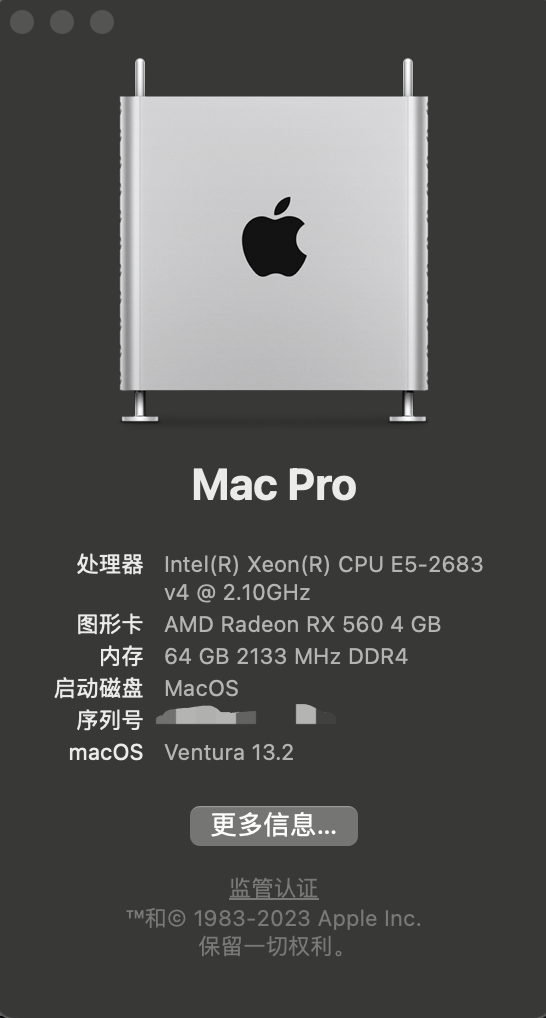 Mac Pro
处理器 Intel(R) Xeon(R) CPU E5-2683
v4 @ 2.10GHz
图形卡 AMD Radeon RX 560 4 GB
内存 64 GB 2133 MHz DDR4
启动磁盘 MacOS
序列号
macOS Ventura 13.2
更多信息...
监管认证
™和© 1983-2023 Apple Inc.
保留一切权利。